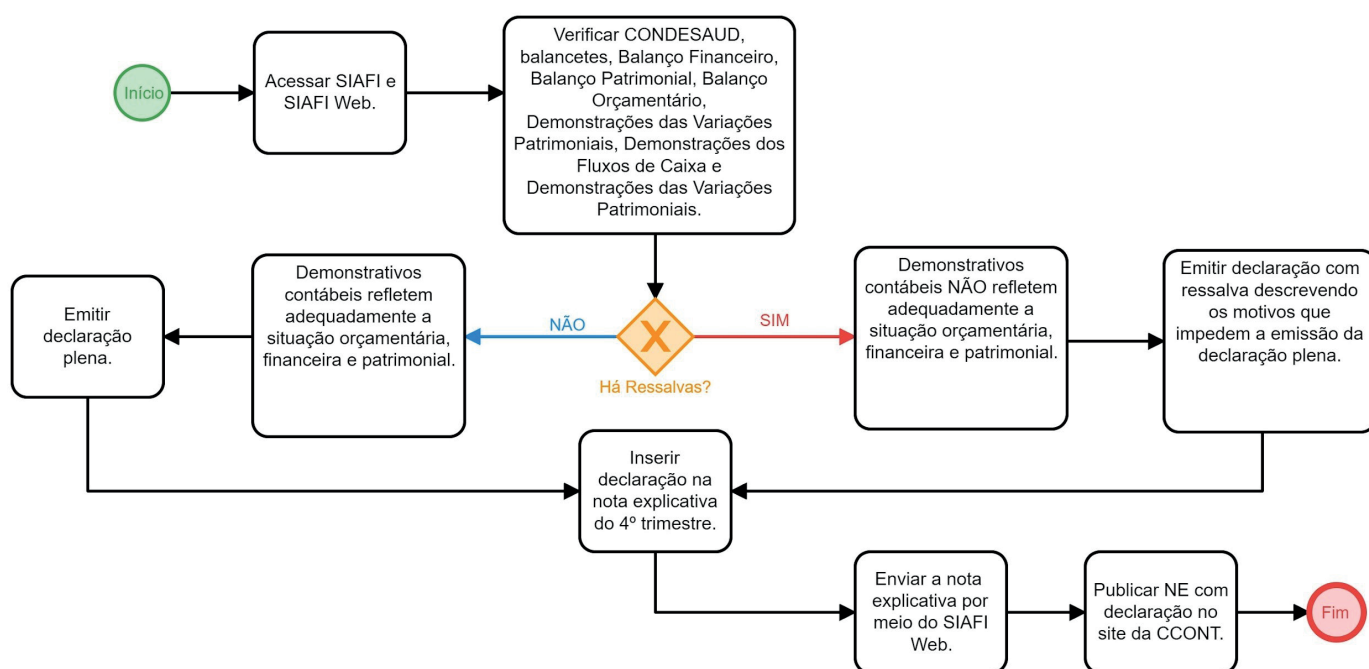 Início
Acessar SIAFI e
SIAFI Web.
Verificar CONDESAUD,
balancetes, Balanço Financeiro,
Balanço Patrimonial, Balanço
Orçamentário,
Demonstrações das Variações
Patrimoniais, Demonstrações dos
Fluxos de Caixa e
Demonstrações das Variações
Patrimoniais.
Há Ressalvas?
NÃO
Demonstrativos
contábeis refletem
adequadamente a
situação orçamentária,
financeira e patrimonial.
Emitir
declaração
plena.
SIM
Demonstrativos
contábeis NÃO refletem
adequadamente a
situação orçamentária,
financeira e patrimonial.
Emitir declaração com
ressalva descrevendo
os motivos que
impedem a emissão da
declaração plena.
Inserir
declaração na
nota explicativa
do 4º trimestre.
Enviar a nota
explicativa por
meio do SIAFI
Web.
Publicar NE com
declaração no
site da CCONT.
Fim